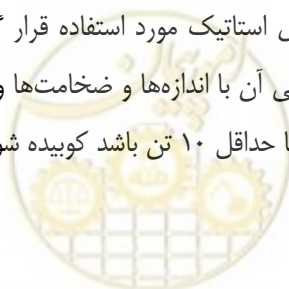 استاتیک مورد استفاده قرار
ی آن با اندازه‌ها و ضخامت‌ها و
ا حداقل ۱۰ تن باشد کوبیده شو